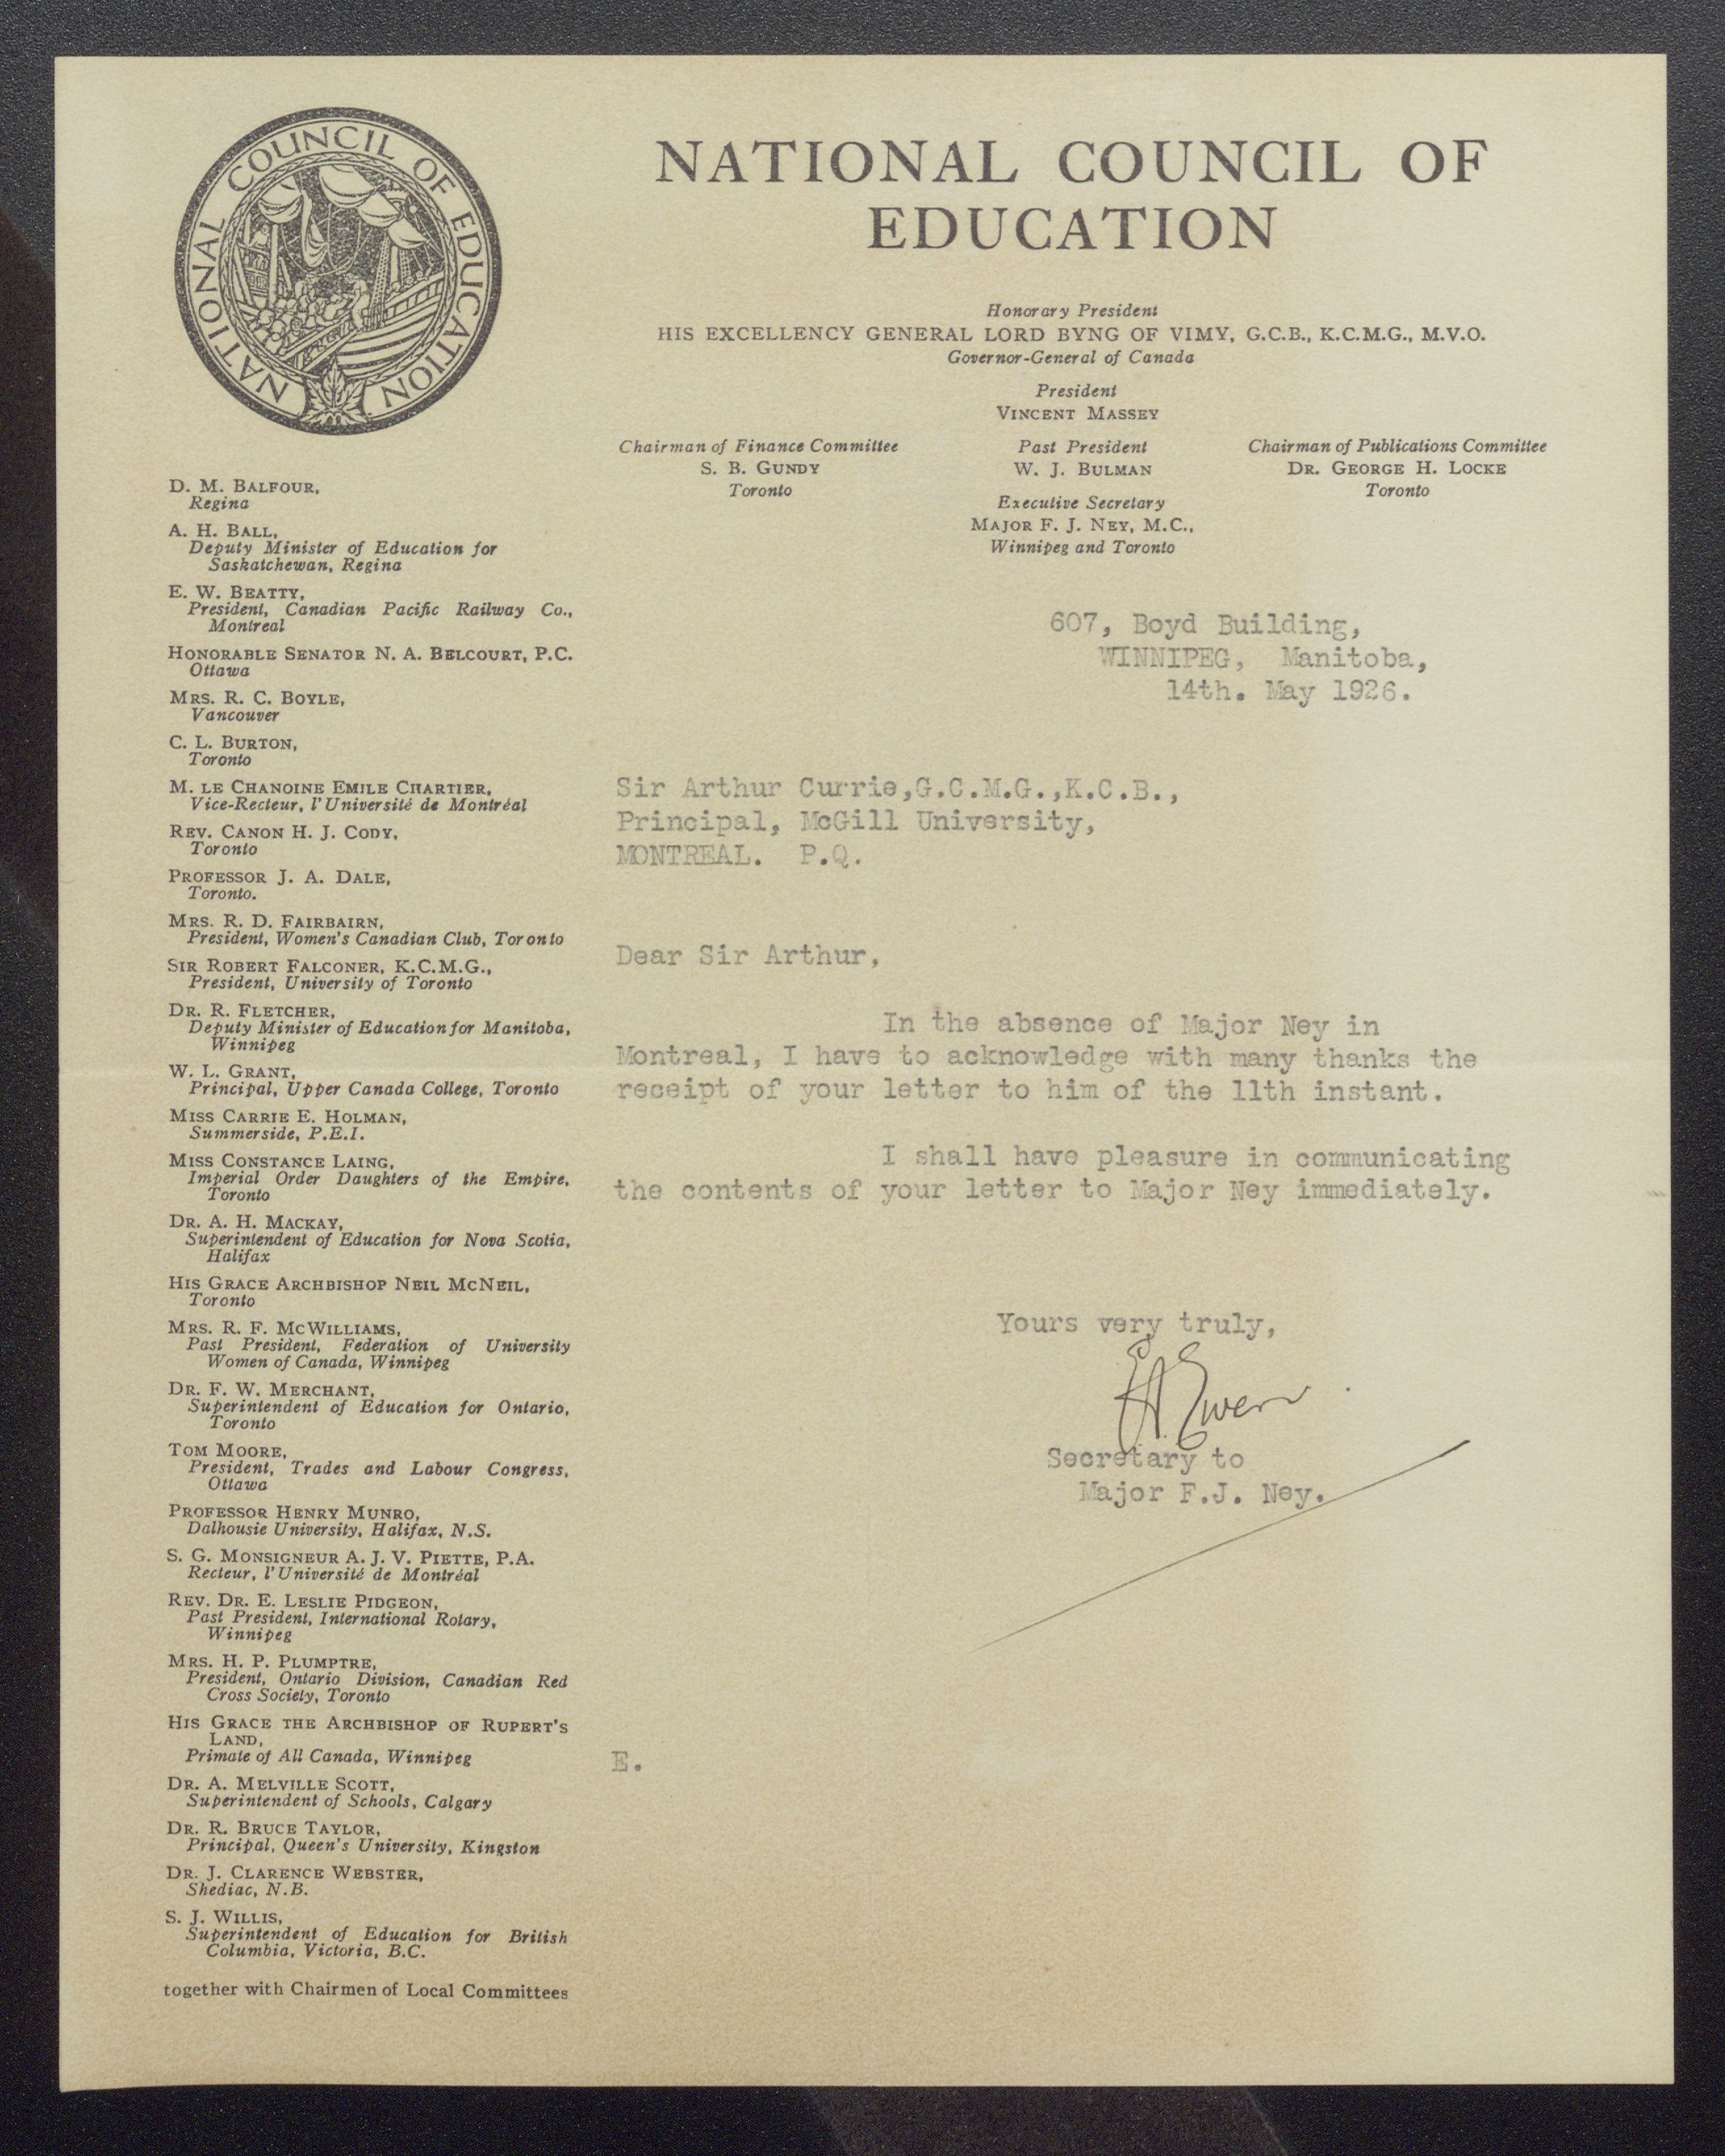 NATIONAL COUNCIL OF EDUCATION
NATIONAL COUNCIL OF
EDUCATION
Honorary President
HIS EXCELLENCY GENERAL LORD BYNG OF VIMY, G.C.B., K.C.M.G., M.V.O.
Governor-General of Canada
President
VINCENT MASSEY
Chairman of Finance Committee
S. B. GUNDY
Toronto
Past President
W. J. BULMAN
Executive Secretary
MAJOR F. J. NEY, M.C.,
Winnipeg and Toronto
Chairman of Publications Committee
DR. GEORGE H. LOCKE
Toronto
D. M. BALFOUR,
Regina
A. H. BALL,
Deputy Minister of Education for
Saskatchewan, Regina
E. W. BEATTY,
President, Canadian Pacific Railway Co.,
Montreal
HONORABLE SENATOR N. A. BELCOURT, P.C.
Ottawa
MRS. R. C. BOYLE,
Vancouver
C. L. BURTON,
Toronto
M. LE CHANOINE EMILE CHARTIER,
Vice-Recteur, l'Université de Montréal
REV. CANON H. J. CODY,
Toronto
PROFESSOR J. A. DALE,
Toronto.
MRS. R. D. FAIRBAIRN,
President, Women's Canadian Club, Toronto
SIR ROBERT FALCONER, K.C.M.G.,
President, University of Toronto
DR. R. FLETCHER,
Deputy Minister of Education for Manitoba,
Winnipeg
W. L. GRANT,
Principal, Upper Canada College, Toronto
MISS CARRIE E. HOLMAN,
Summerside, P.E.I.
MISS CONSTANCE LAING,
Imperial Order Daughters of the Empire,
Toronto
DR. A. H. MACKAY,
Superintendent of Education for Nova Scotia,
Halifax
HIS GRACE ARCHBISHOP NEIL MCNEIL,
Toronto
MRS. R. F. MCWILLIAMS,
Past President, Federation of University
Women of Canada, Winnipeg
DR. F. W. MERCHANT,
Superintendent of Education for Ontario,
Toronto
TOM MOORE,
President, Trades and Labour Congress,
Ottawa
PROFESSOR HENRY MUNRO,
Dalhousie University, Halifax, N.S.
S. G. MONSIGNEUR A. J. V. PIETTE, P.A.
Recteur, l'Université de Montréal
REV. DR. E. LESLIE PIDGEON,
Past President, International Rotary,
Winnipeg
MRS. H. P. PLUMPTRE,
President, Ontario Division, Canadian Red
Cross Society, Toronto
HIS GRACE THE ARCHBISHOP OF RUPERT'S
LAND,
Primate of All Canada, Winnipeg
DR. A. MELVILLE SCOTT,
Superintendent of Schools, Calgary
DR. R. BRUCE TAYLOR,
Principal, Queen's University, Kingston
DR. J. CLARENCE WEBSTER,
Shediac, N.B.
S. J. WILLIS,
Superintendent of Education for British
Columbia, Victoria, B.C.
together with Chairmen of Local Committees
607, Boyd Building,
WINNIPEG, Manitoba,
14th. May 1926.
Sir Arthur Currie,G.C.M.G.,K.C.B.,
Principal, McGill University,
MONTREAL. P.Q.
Dear Sir Arthur,
In the absence of Major Ney in
Montreal, I have to acknowledge with many thanks the
receipt of your letter to him of the 11th instant.
I shall have pleasure in communicating
the contents of your letter to Major Ney immediately.
Yours very truly,
Secretary to
Major F.J. Ney.
E.